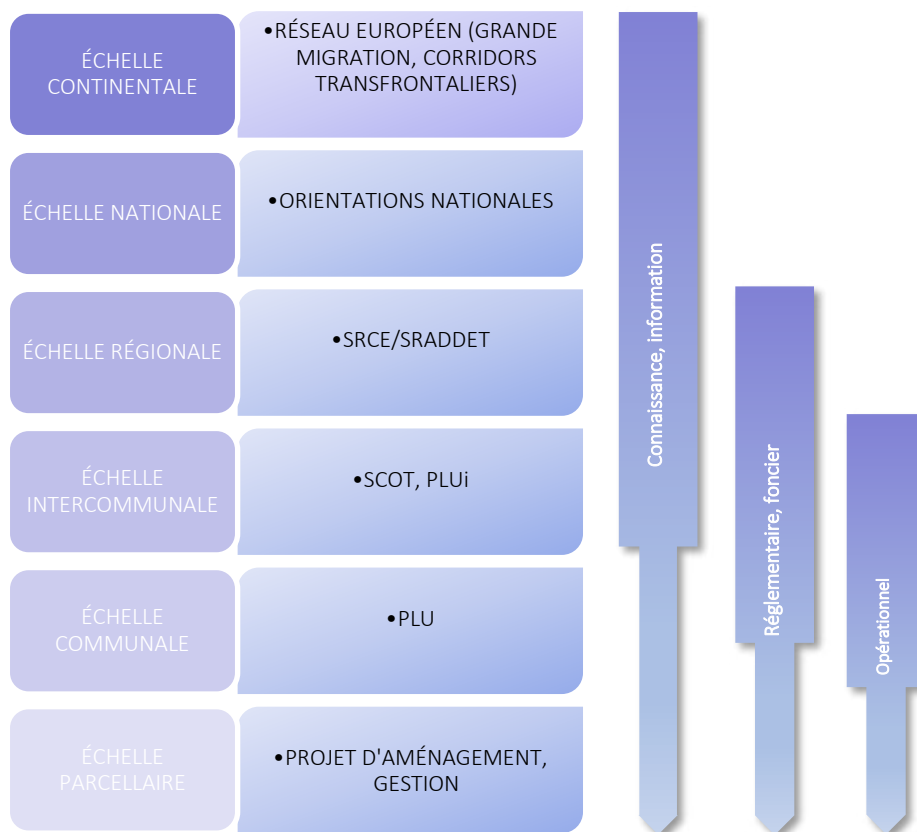 ÉCHELLE
CONTINENTALE
•RÉSEAU EUROPÉEN (GRANDE
MIGRATION, CORRIDORS
TRANSFRONTALIERS)
ÉCHELLE NATIONALE
•ORIENTATIONS NATIONALES
ÉCHELLE RÉGIONALE
•SRCE/SRADDET
ÉCHELLE
INTERCOMMUNALE
•SCOT, PLUi
ÉCHELLE
COMMUNALE
•PLU
ÉCHELLE
PARCELLAIRE
•PROJET D'AMÉNAGEMENT,
GESTION
Connaissance, information
Réglementaire, foncier
Opérationnel